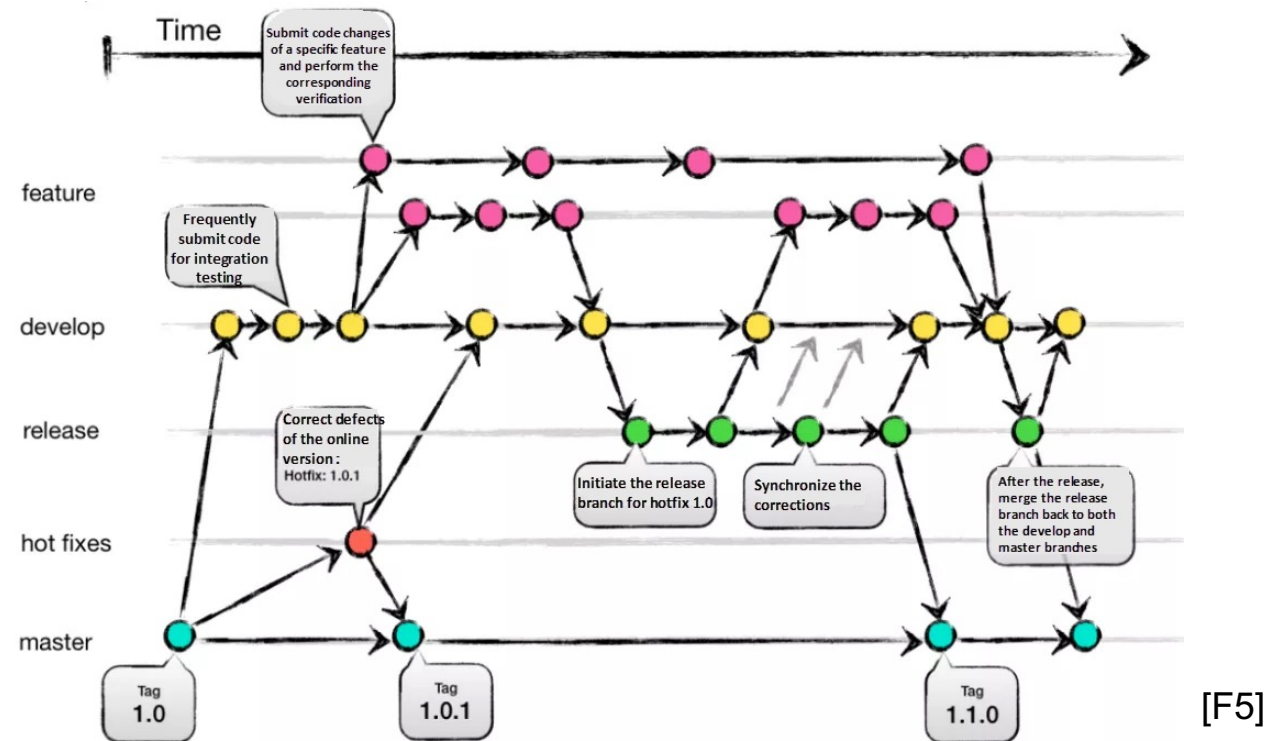 Time
Submit code changes
of a specific feature
and perform the
corresponding
verification
feature
Frequently
submit code
for integration
testing
develop
Correct defects
of the online
version :
Hotfix: 1.0.1
release
Initiate the release
branch for hotfix 1.0
Synchronize the
corrections
After the release,
merge the release
branch back to both
the develop and
master branches
hot fixes
master
Tag
1.0
Tag
1.0.1
Tag
1.1.0
[F5]